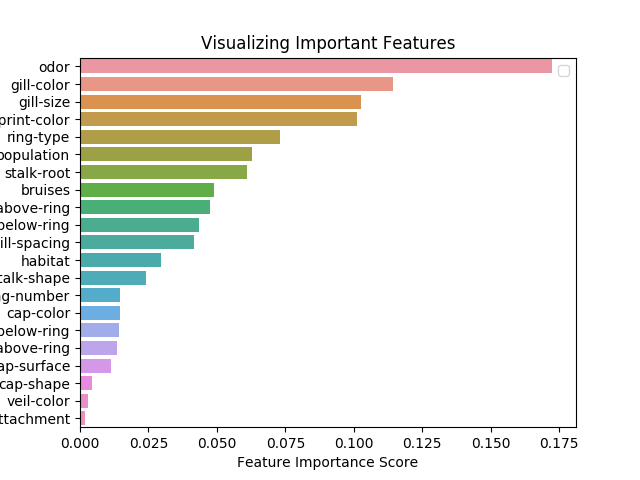 Visualizing Important Features
odor
gill-color
gill-size
print-color
ring-type
population
stalk-root
bruises
above-ring
below-ring
ill-spacing
habitat
talk-shape
g-number
cap-color
below-ring
above-ring
ap-surface
cap-shape
veil-color
ttachment
0.000 0.025 0.050 0.075 0.100 0.125 0.150 0.175
Feature Importance Score